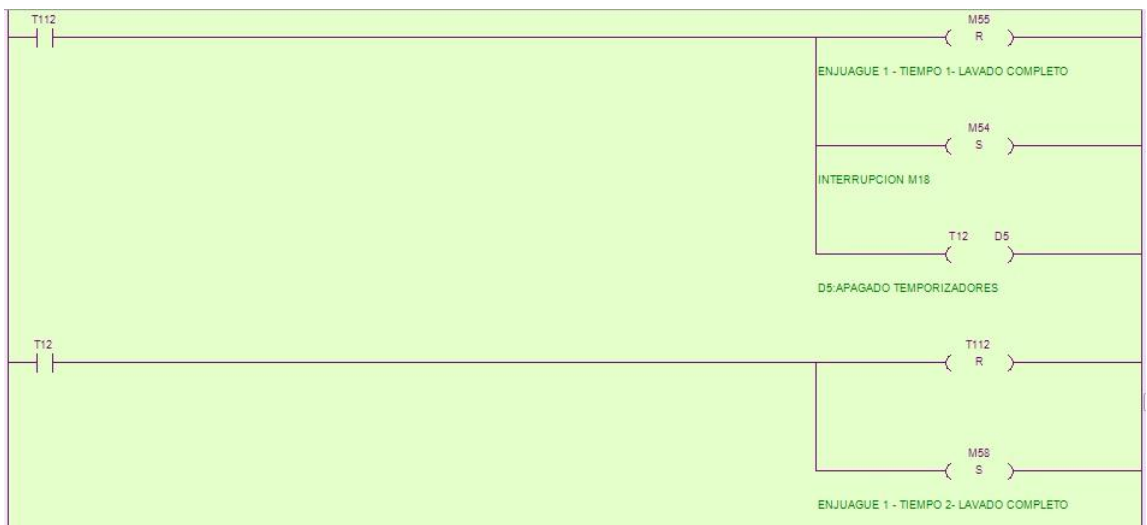 T112
M55
R
ENJUAGUE 1 - TIEMPO 1- LAVADO COMPLETO
M54
S
INTERRUPCION M18
T12 D5
D5:APAGADO TEMPORIZADORES
T12
T112
R
M58
S
ENJUAGUE 1 - TIEMPO 2- LAVADO COMPLETO